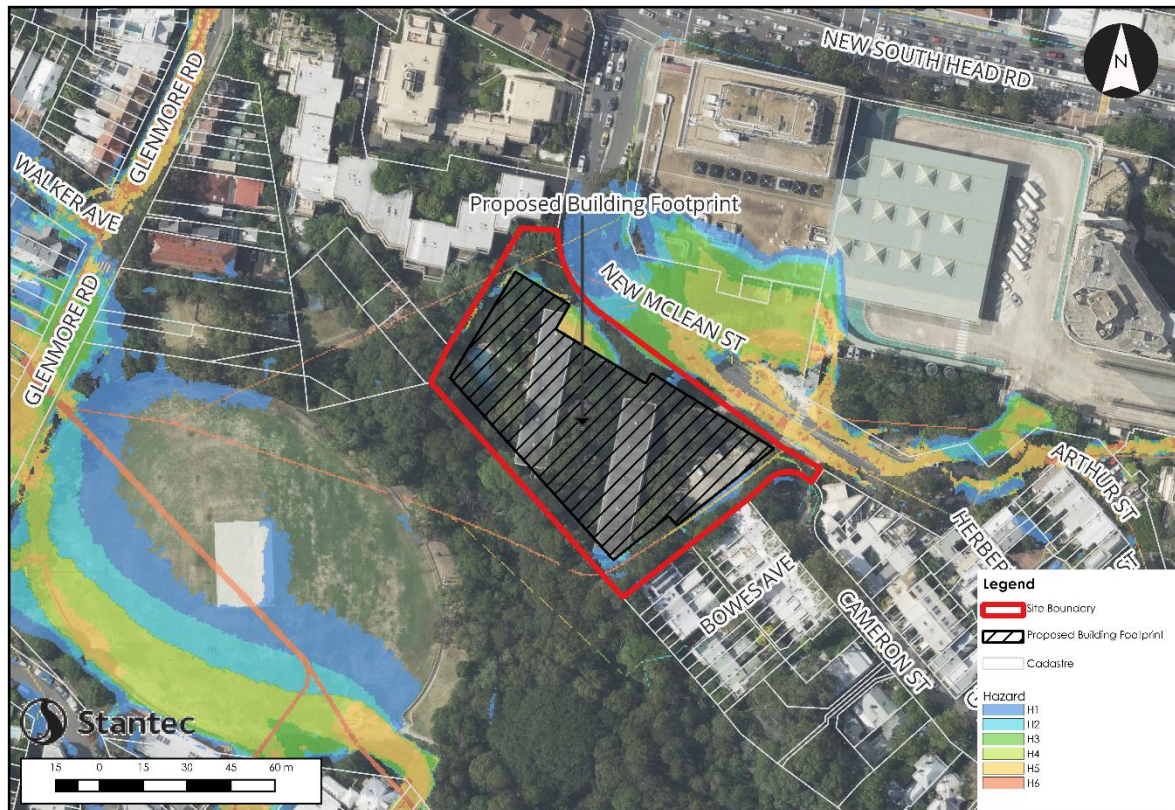 NEW SOUTH HEAD RD
N
GLENMORE RD
WALKER AVE
Proposed Building Footprint
NEW MCLEAN ST
GLENMORE RD
ARTHUR ST
BOWES AVE
CAMERON ST
Legend
Site Boundary
Proposed Building Footprint
Cadastre
Hazard
H1
H2
H3
H4
H5
H6
Stantec
15 0 15 30 45 60 m